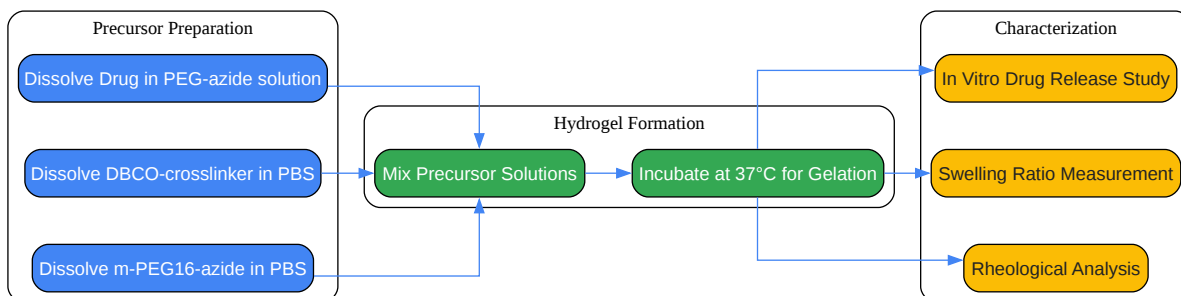 Precursor Preparation
Dissolve Drug in PEG-azide solution
Dissolve DBCO-crosslinker in PBS
Dissolve m-PEG16-azide in PBS
Hydrogel Formation
Mix Precursor Solutions
Incubate at 37°C for Gelation
Characterization
In Vitro Drug Release Study
Swelling Ratio Measurement
Rheological Analysis